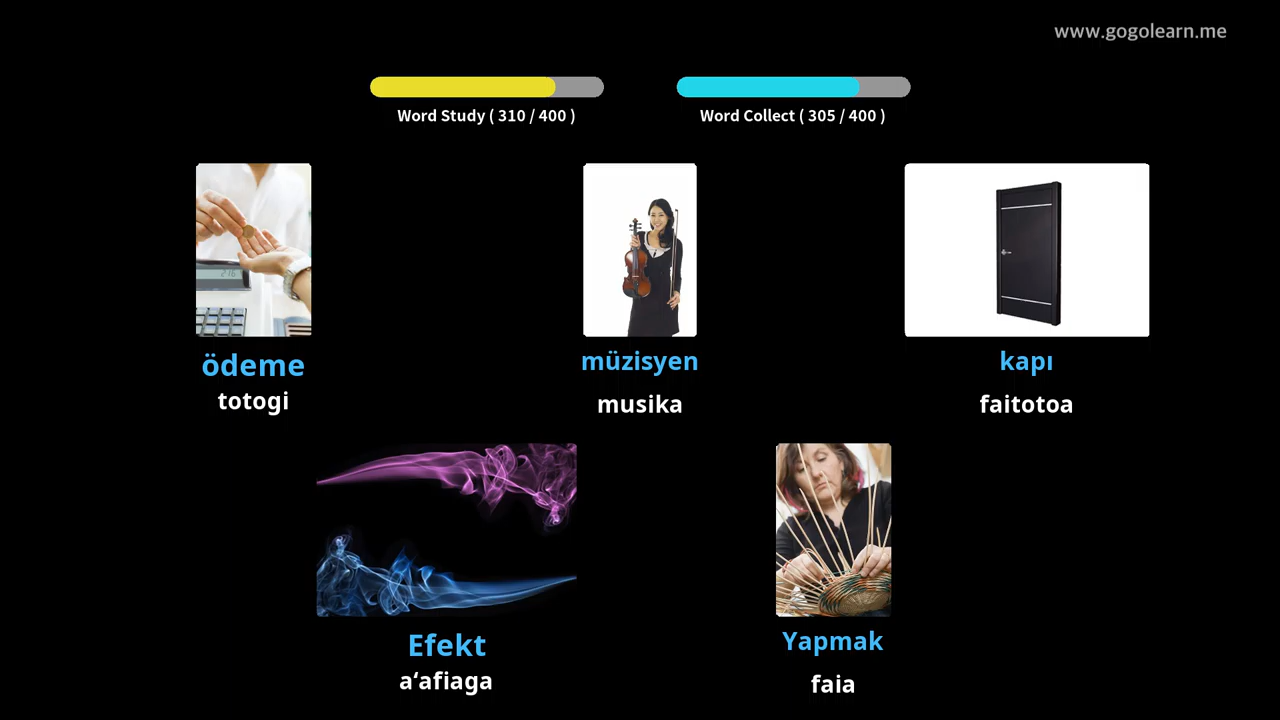 www.gogolearn.me
Word Study ( 310 / 400 )
Word Collect ( 305 / 400 )
ödeme
totogi
müzisyen
musika
kapı
faitotoa
Efekt
a‘afiaga
Yapmak
faia